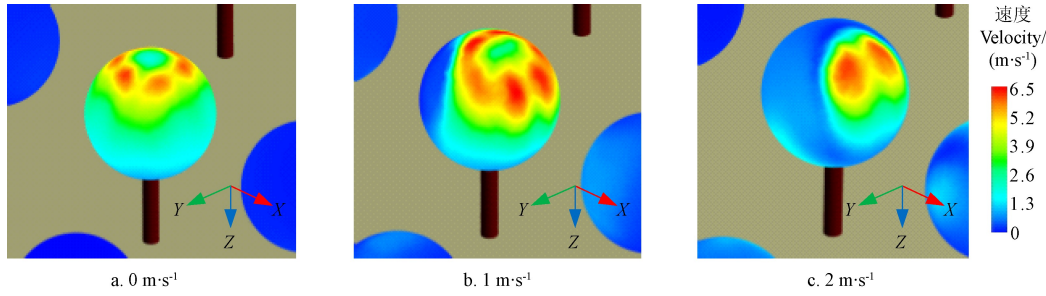 速度
Velocity/
(m·s⁻¹)
6.5
5.2
3.9
2.6
1.3
0
Y
X
Z
Y
X
Z
Y
X
Z
a. 0 m·s⁻¹
b. 1 m·s⁻¹
c. 2 m·s⁻¹